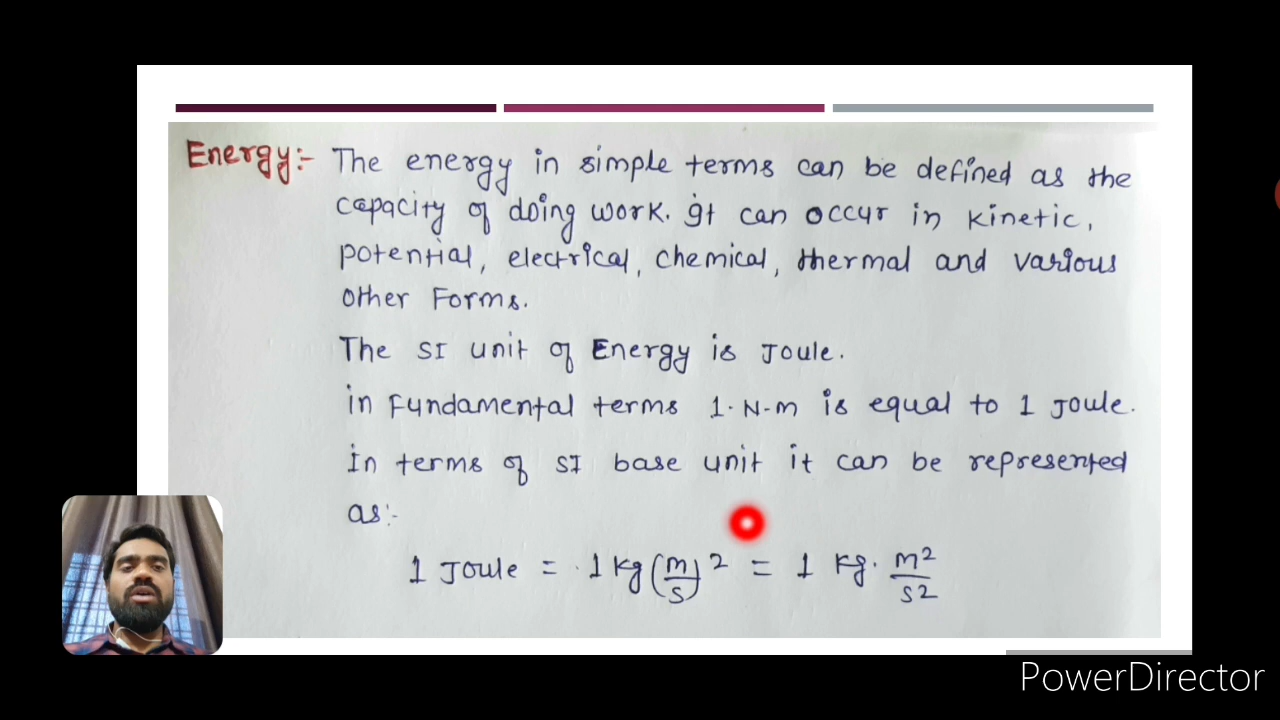 Energy:- The energy in simple terms can be defined as the
capacity of doing work. It can occur in kinetic,
potential, electrical, chemical, thermal and various
other forms.
The SI unit of Energy is Joule.
in fundamental terms 1. N-m is equal to 1 Joule.
In terms of SI base unit it can be represented
as:-
1 Joule = 1 kg (m/s)² = 1 kg. m²/s²
PowerDirector